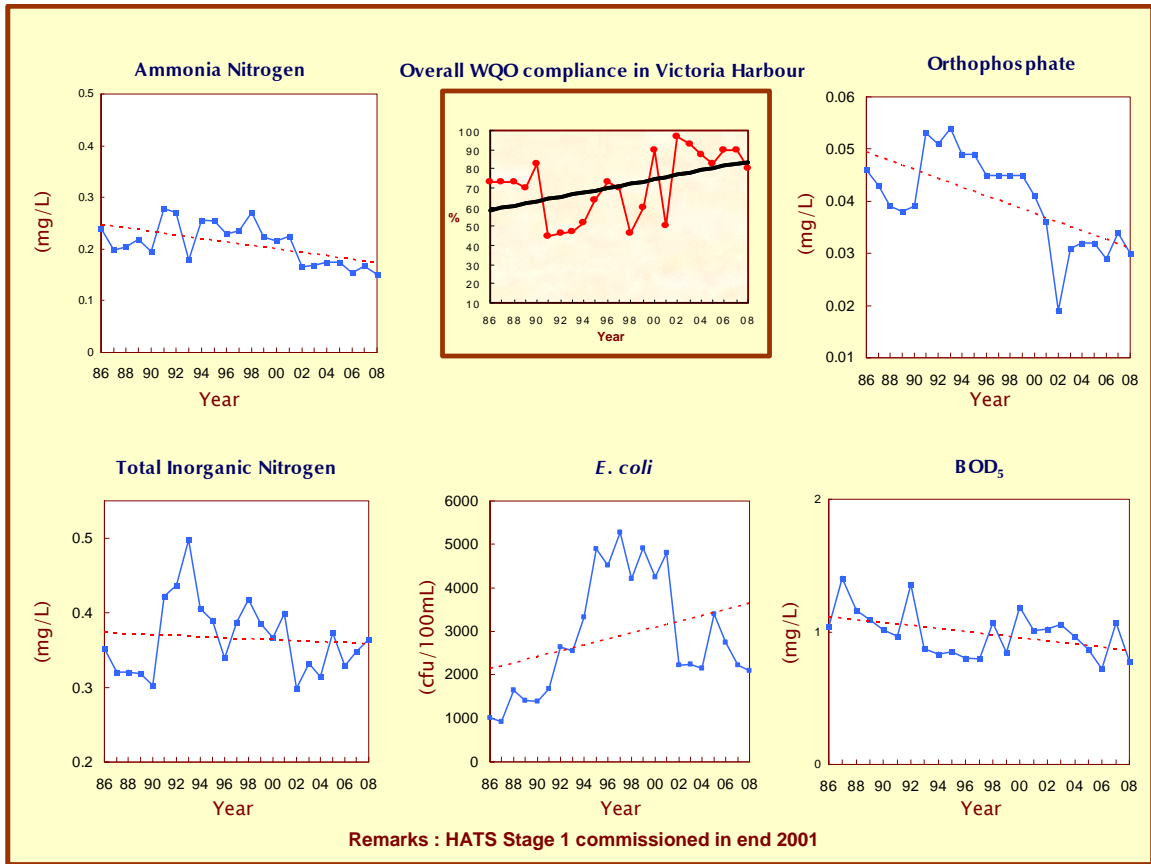 Ammonia Nitrogen
0.5
0.4
0.3
0.2
0.1
0
(mg/L)
86 88 90 92 94 96 98 00 02 04 06 08
Year
Overall WQO compliance in Victoria Harbour
100
90
80
70
60
50
40
30
20
10
%
86 88 90 92 94 96 98 00 02 04 06 08
Year
Orthophosphate
0.06
0.05
0.04
0.03
0.02
0.01
(mg/L)
86 88 90 92 94 96 98 00 02 04 06 08
Year
Total Inorganic Nitrogen
0.5
0.4
0.3
0.2
(mg/L)
86 88 90 92 94 96 98 00 02 04 06 08
Year
E. coli
6000
5000
4000
3000
2000
1000
0
(cfu/100mL)
86 88 90 92 94 96 98 00 02 04 06 08
Year
BOD₅
2
1
0
(mg/L)
86 88 90 92 94 96 98 00 02 04 06 08
Year
Remarks : HATS Stage 1 commissioned in end 2001